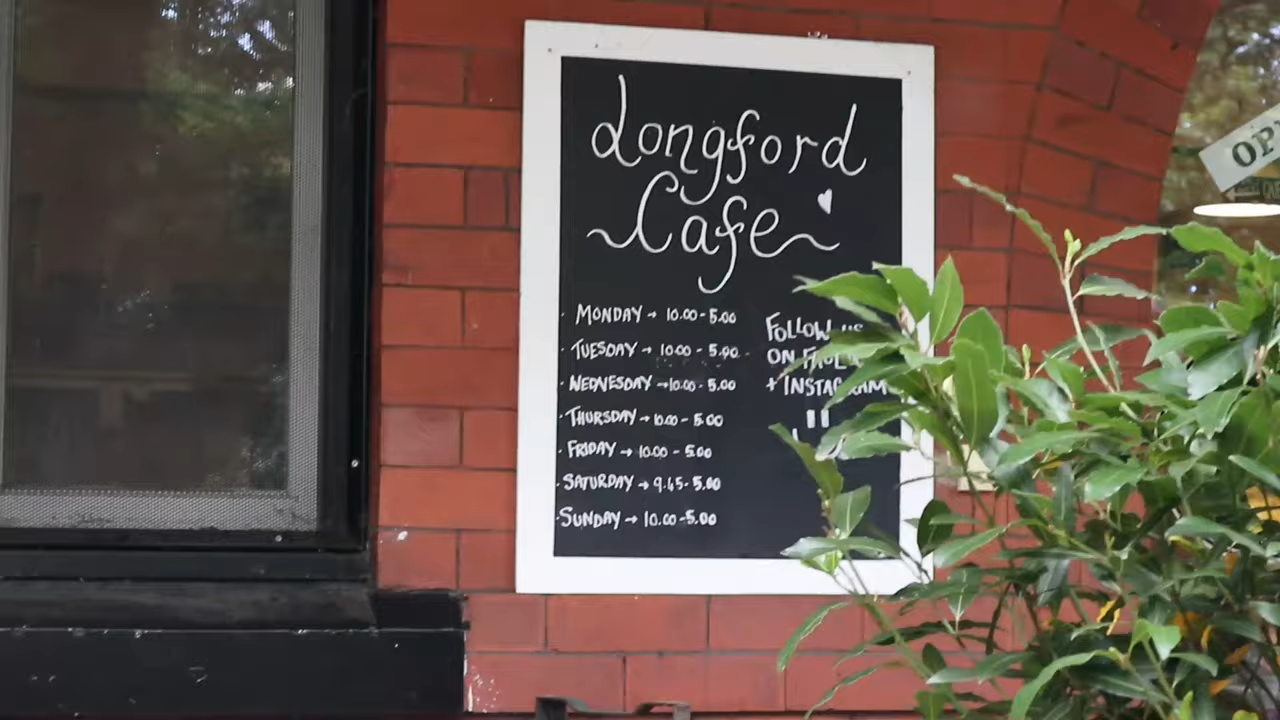 Longford
Cafe
· MONDAY → 10.00 - 5.00
· TUESDAY → 10.00 - 5.00
· WEDNESDAY → 10.00 - 5.00
· THURSDAY → 10.00 - 5.00
· FRIDAY → 10.00 - 5.00
· SATURDAY → 9.45 - 5.00
· SUNDAY → 10.00 - 5.00
FOLLOW US
ON
+ INSTAGRAM
OP